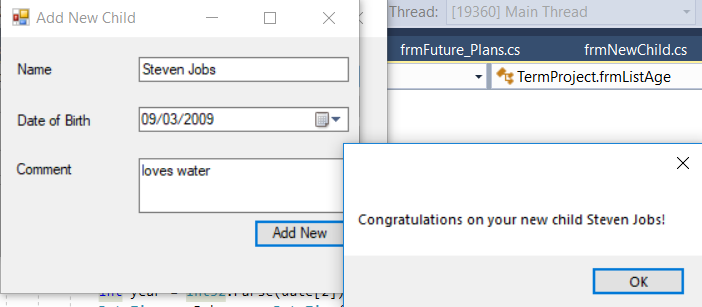 Add New Child
Thread: [19360] Main Thread
frmFuture_Plans.cs frmNewChild.cs
TermProject.frmListAge
Name Steven Jobs
Date of Birth 09/03/2009
Comment loves water
Add New
Congratulations on your new child Steven Jobs!
OK
int year = Int32.Parse(date[2])